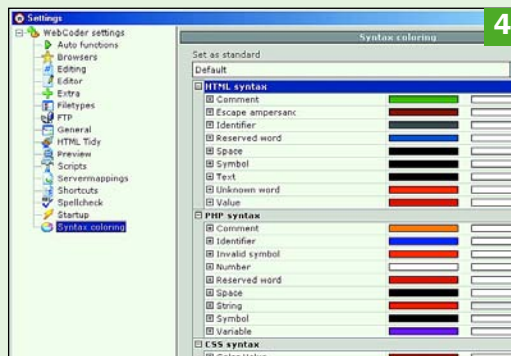 Settings
4
WebCoder settings
Auto functions
Browsers
Editing
Editor
Extra
Filetypes
FTP
General
HTML Tidy
Preview
Scripts
Servermappings
Shortcuts
Spellcheck
Startup
Syntax coloring
Syntax coloring
Set as standard
Default
HTML syntax
Comment
Escape ampersanc
Identifier
Reserved word
Space
Symbol
Text
Unknown word
Value
PHP syntax
Comment
Identifier
Invalid symbol
Number
Reserved word
Space
String
Symbol
Variable
CSS syntax